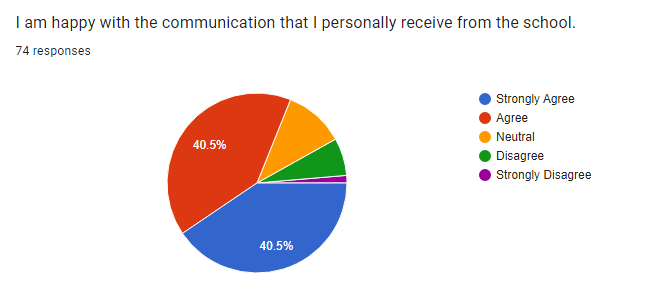 I am happy with the communication that I personally receive from the school.
74 responses
Strongly Agree
Agree
Neutral
Disagree
Strongly Disagree
40.5%
40.5%